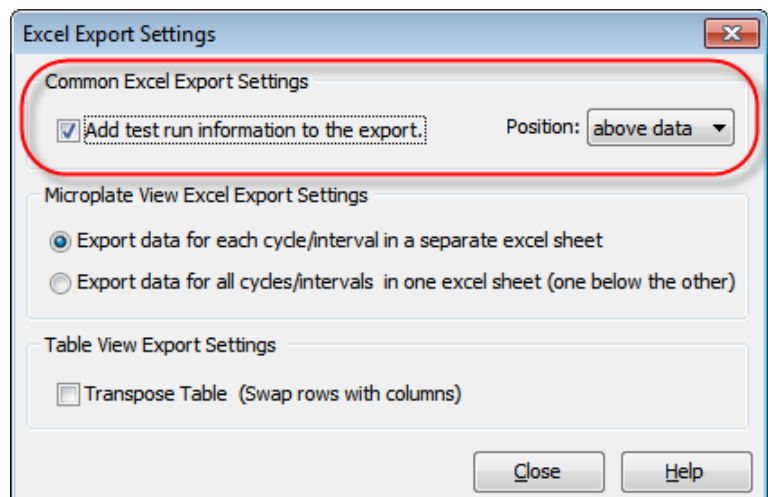 Excel Export Settings
Common Excel Export Settings
Add test run information to the export. Position: above data
Microplate View Excel Export Settings
Export data for each cycle/interval in a separate excel sheet
Export data for all cycles/intervals in one excel sheet (one below the other)
Table View Export Settings
Transpose Table (Swap rows with columns)
Close Help